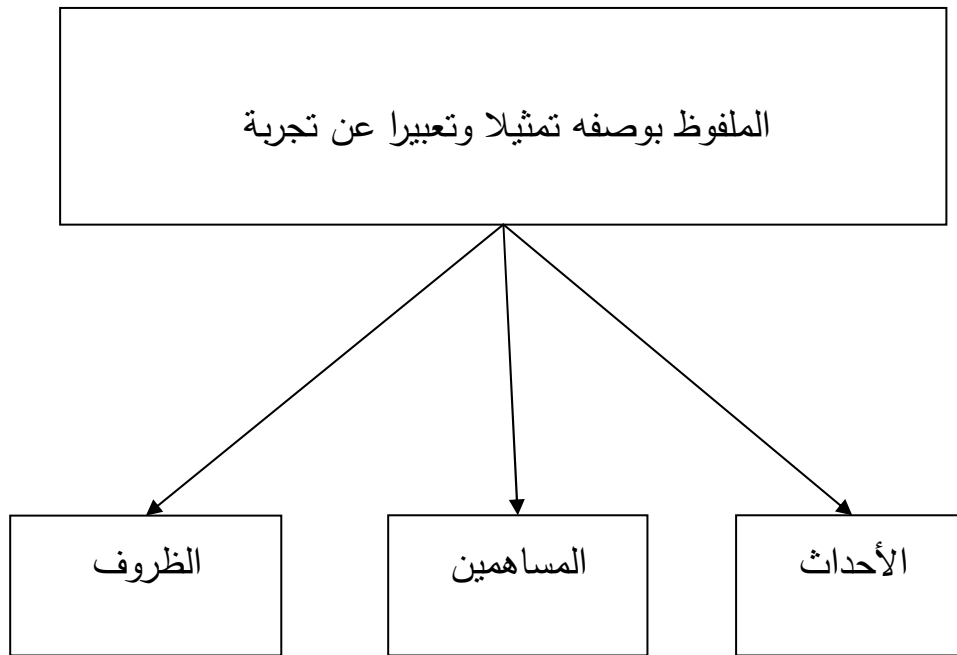 الملفوظ بوصفه تمثيلا وتعبيرا عن تجربة
الأحداث
المساهمين
الظروف